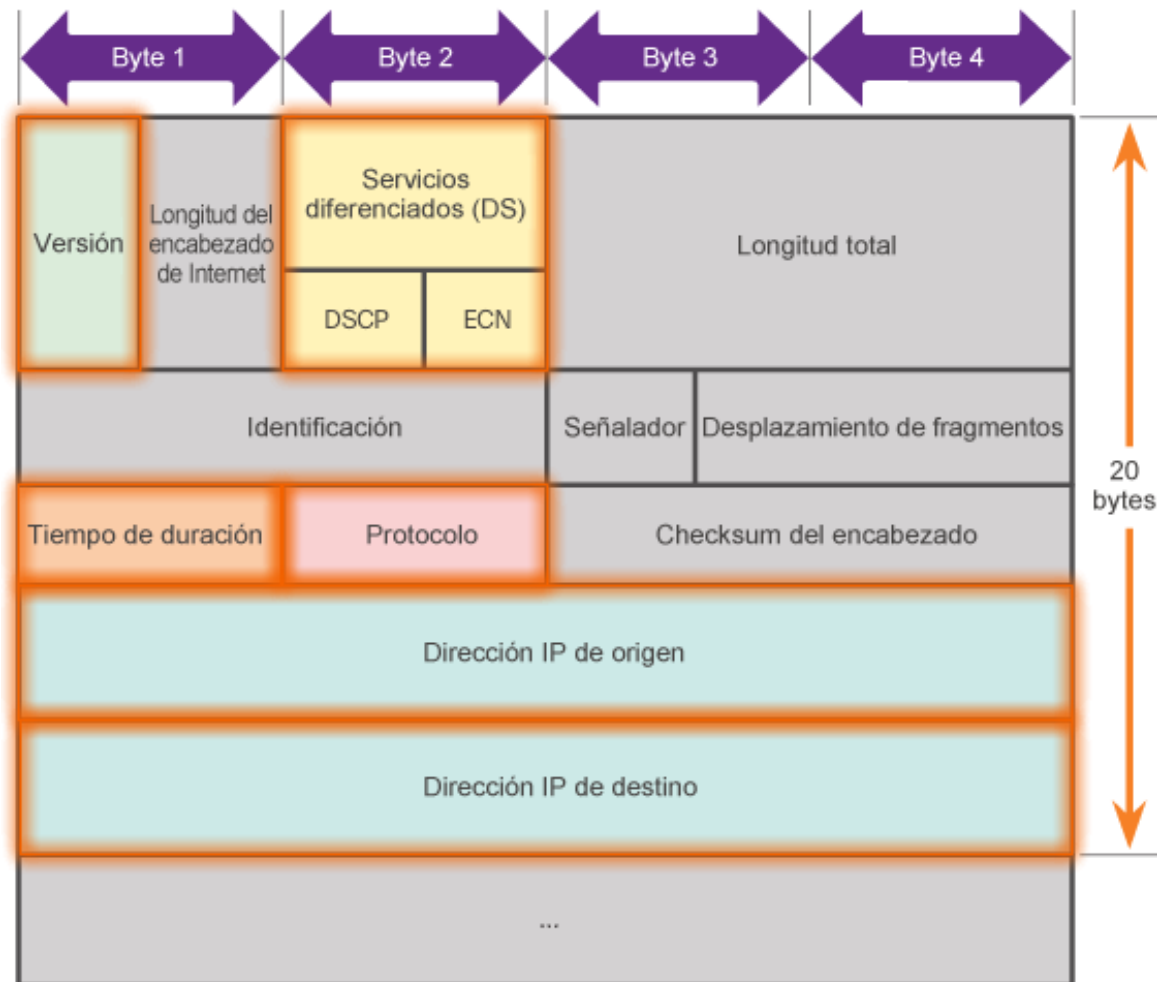 Byte 1
Byte 2
Byte 3
Byte 4
Versión
Longitud del
encabezado
de Internet
Servicios
diferenciados (DS)
DSCP
ECN
Longitud total
Identificación
Señalador
Desplazamiento de fragmentos
Tiempo de duración
Protocolo
Checksum del encabezado
Dirección IP de origen
Dirección IP de destino
...
20
bytes